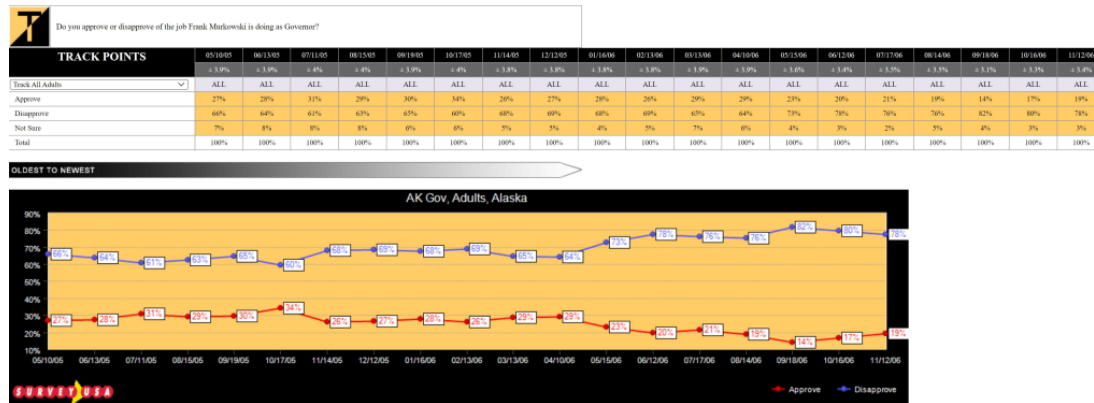 Do you approve or disapprove of the job Frank Murkowski is doing as Governor?
TRACK POINTS 05/10/05 06/13/05 07/11/05 08/15/05 09/19/05 10/17/05 11/14/05 12/12/05 01/16/06 02/13/06 03/13/06 04/10/06 05/15/06 06/12/06 07/17/06 08/14/06 09/18/06 10/16/06 11/12/06
± 3.9% ± 3.9% ± 4% ± 4% ± 3.9% ± 4% ± 3.8% ± 3.8% ± 3.8% ± 3.8% ± 3.9% ± 3.9% ± 3.6% ± 3.4% ± 3.5% ± 3.5% ± 3.1% ± 3.3% ± 3.4%
Track All Adults ALL ALL ALL ALL ALL ALL ALL ALL ALL ALL ALL ALL ALL ALL ALL ALL ALL ALL ALL
Approve 27% 28% 31% 29% 30% 34% 26% 27% 28% 26% 29% 29% 23% 20% 21% 19% 14% 17% 19%
Disapprove 66% 64% 61% 63% 65% 60% 68% 69% 68% 69% 65% 64% 73% 78% 76% 76% 82% 80% 78%
Not Sure 7% 8% 8% 8% 6% 6% 5% 5% 4% 5% 7% 6% 4% 3% 2% 5% 4% 3% 3%
Total 100% 100% 100% 100% 100% 100% 100% 100% 100% 100% 100% 100% 100% 100% 100% 100% 100% 100% 100%
OLDEST TO NEWEST
AK Gov, Adults, Alaska
90%
80%
70%
60%
50%
40%
30%
20%
10%
66% 64% 61% 63% 65% 60% 68% 69% 68% 69% 65% 64% 73% 78% 76% 76% 82% 80% 78%
27% 28% 31% 29% 30% 34% 26% 27% 28% 26% 29% 29% 23% 20% 21% 19% 14% 17% 19%
05/10/05 06/13/05 07/11/05 08/15/05 09/19/05 10/17/05 11/14/05 12/12/05 01/16/06 02/13/06 03/13/06 04/10/06 05/15/06 06/12/06 07/17/06 08/14/06 09/18/06 10/16/06 11/12/06
SURVEY USA
Approve Disapprove